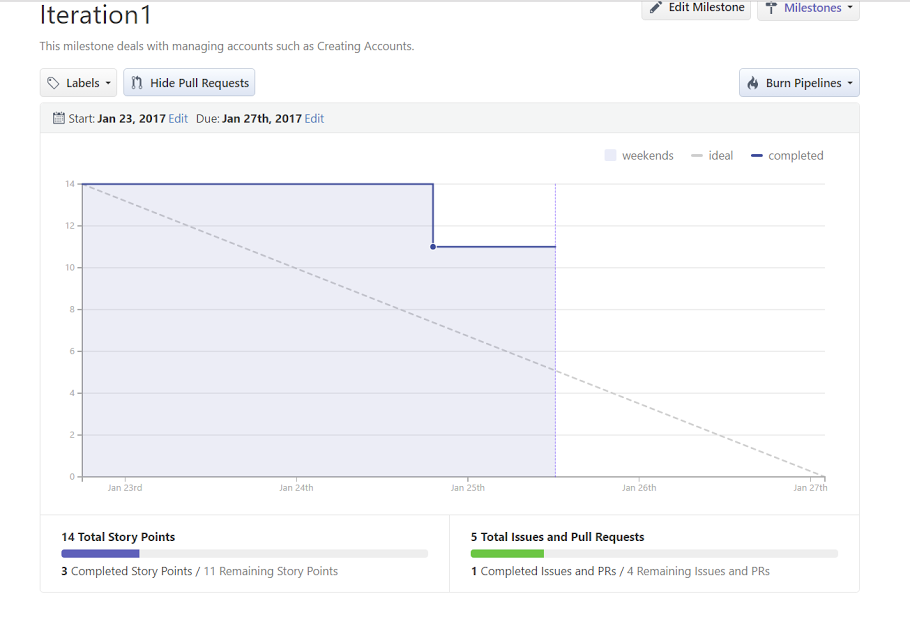 Iteration1
Edit Milestone
Milestones
This milestone deals with managing accounts such as Creating Accounts.
Labels
Hide Pull Requests
Burn Pipelines
Start: Jan 23, 2017 Edit Due: Jan 27th, 2017 Edit
weekends ideal completed
14
12
10
8
6
4
2
0
Jan 23rd Jan 24th Jan 25th Jan 26th Jan 27th
14 Total Story Points
3 Completed Story Points / 11 Remaining Story Points
5 Total Issues and Pull Requests
1 Completed Issues and PRs / 4 Remaining Issues and PRs